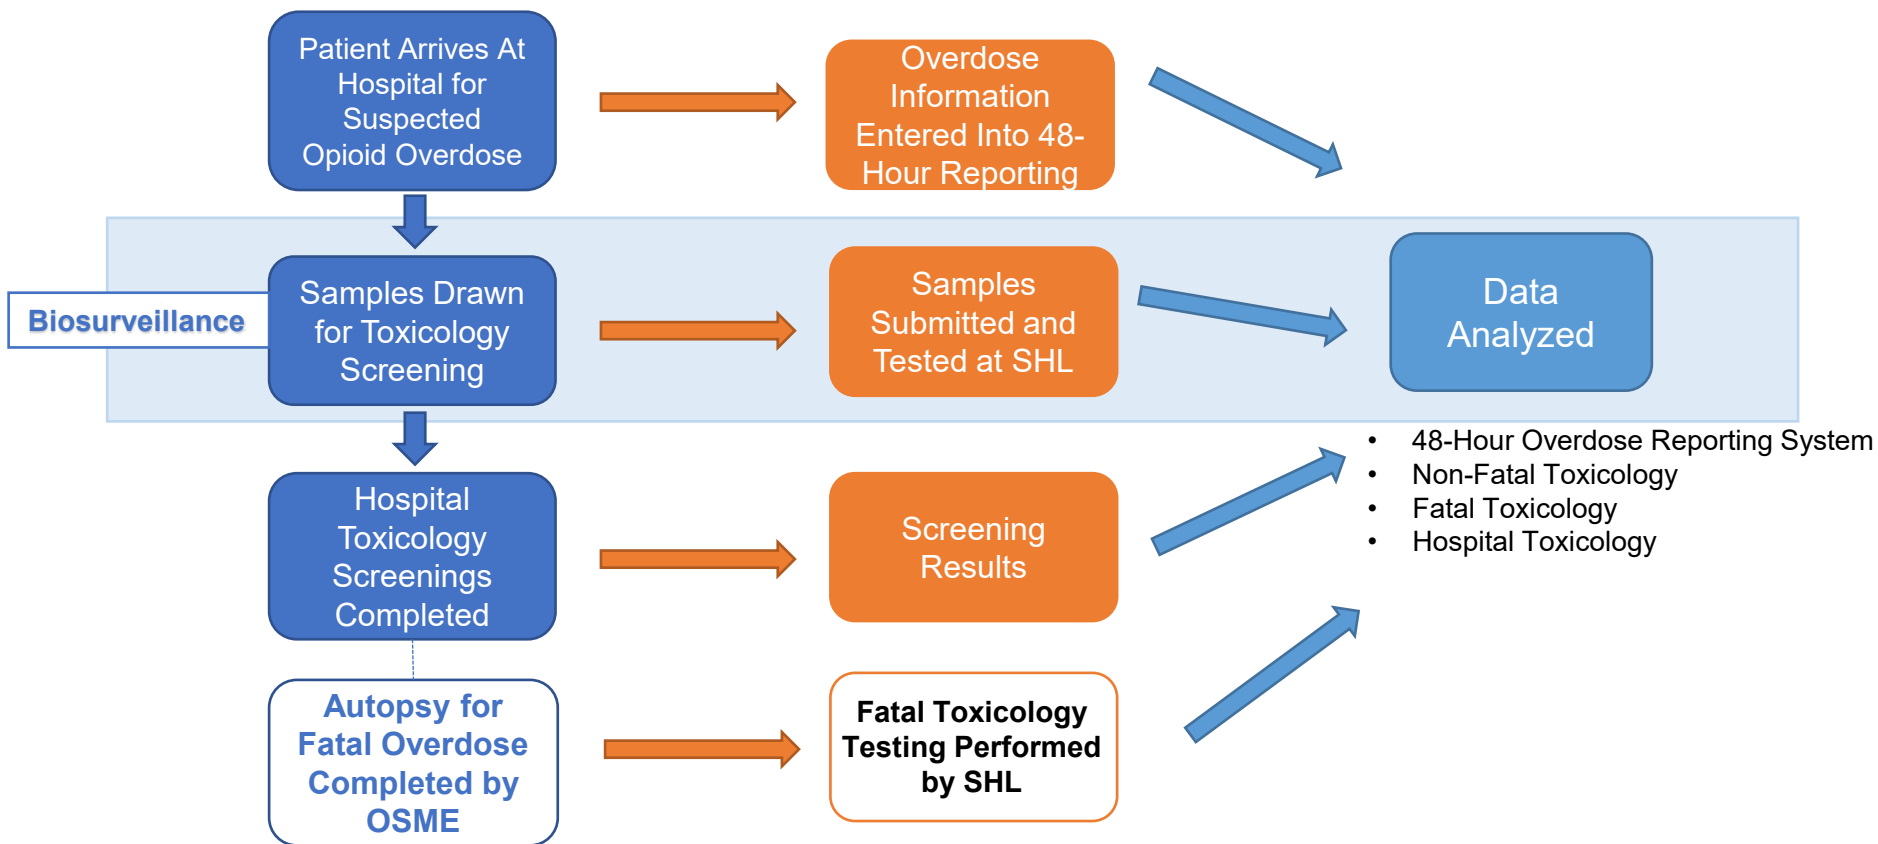 Patient Arrives At
Hospital for
Suspected
Opioid Overdose
Overdose
Information
Entered Into 48-
Hour Reporting
Biosurveillance
Samples Drawn
for Toxicology
Screening
Samples
Submitted and
Tested at SHL
Data
Analyzed
• 48-Hour Overdose Reporting System
• Non-Fatal Toxicology
• Fatal Toxicology
• Hospital Toxicology
Hospital
Toxicology
Screenings
Completed
Screening
Results
Autopsy for
Fatal Overdose
Completed by
OSME
Fatal Toxicology
Testing Performed
by SHL